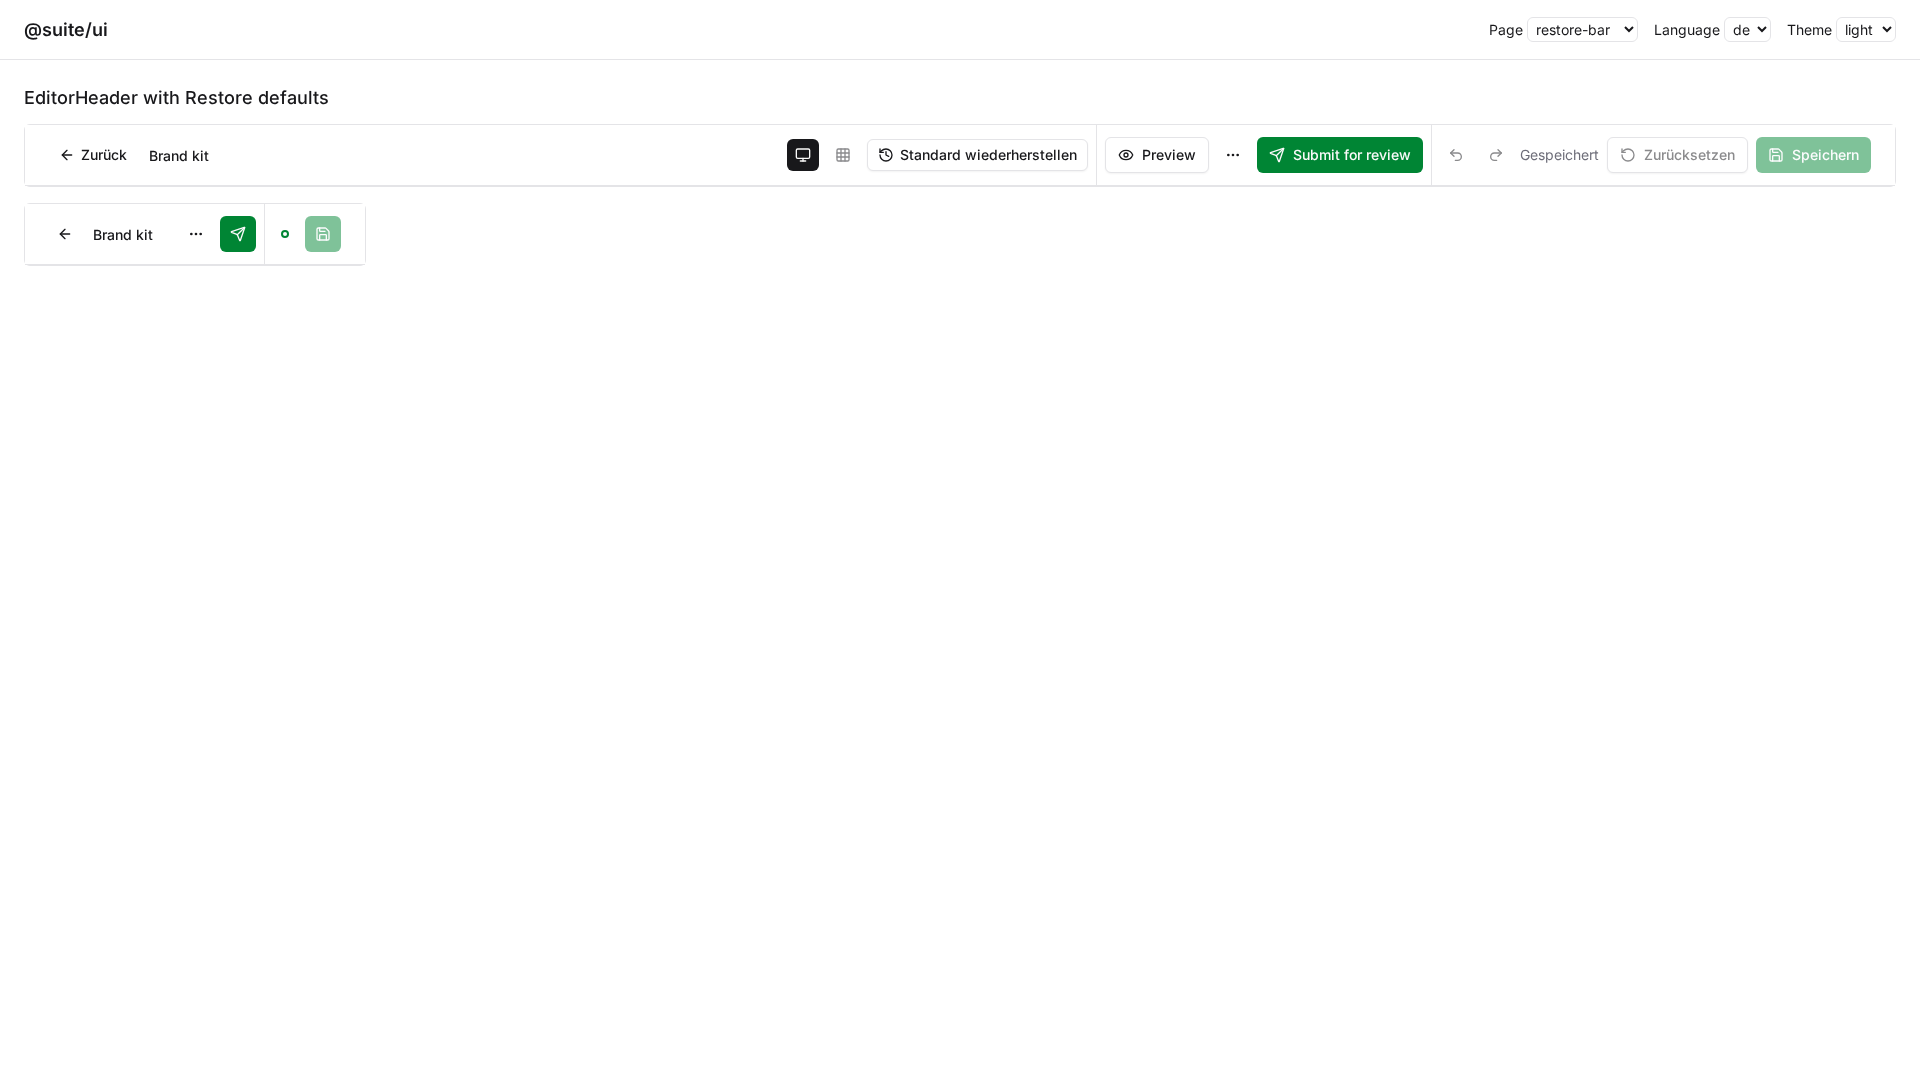 @suite/ui Page restore-bar Language de Theme light
EditorHeader with Restore defaults
Zurück Brand kit Standard wiederherstellen Preview Submit for review Gespeichert Zurücksetzen Speichern
Brand kit